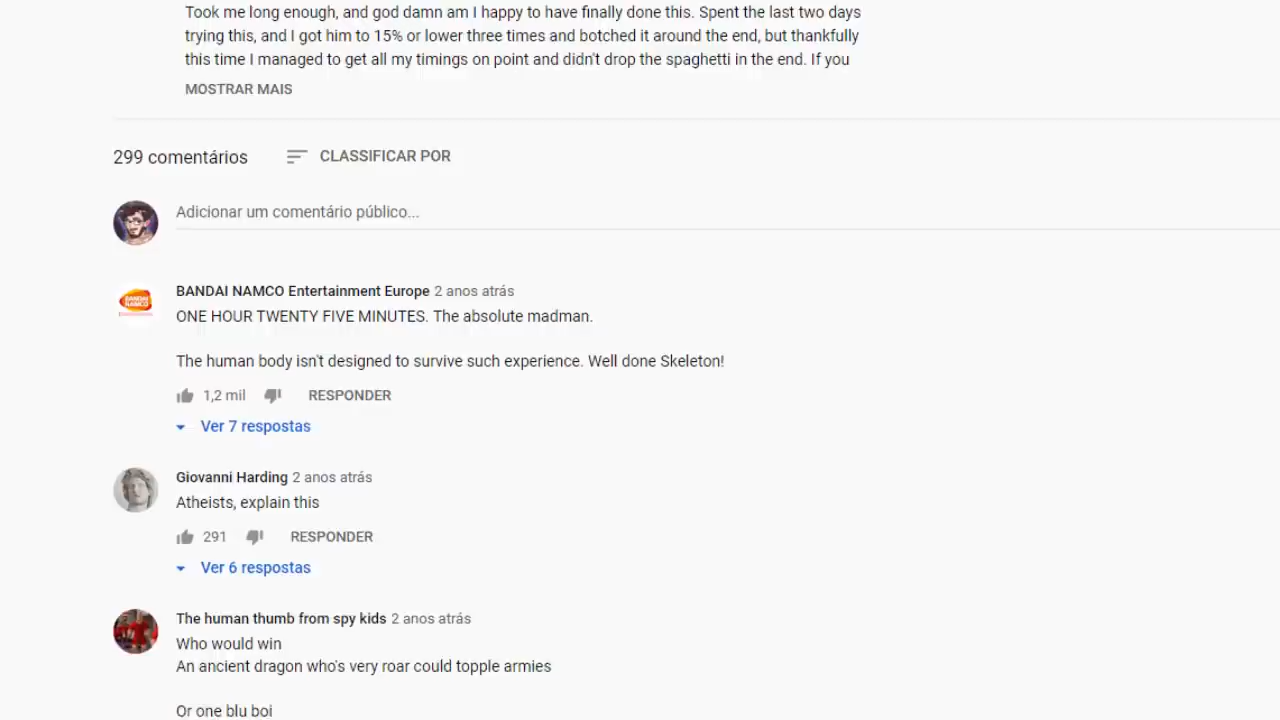 Took me long enough, and god damn am I happy to have finally done this. Spent the last two days
trying this, and I got him to 15% or lower three times and botched it around the end, but thankfully
this time I managed to get all my timings on point and didn't drop the spaghetti in the end. If you
MOSTRAR MAIS
299 comentários
CLASSIFICAR POR
Adicionar um comentário público...
BANDAI NAMCO
BANDAI NAMCO Entertainment Europe 2 anos atrás
ONE HOUR TWENTY FIVE MINUTES. The absolute madman.
The human body isn't designed to survive such experience. Well done Skeleton!
1,2 mil
RESPONDER
Ver 7 respostas
Giovanni Harding 2 anos atrás
Atheists, explain this
291
RESPONDER
Ver 6 respostas
The human thumb from spy kids 2 anos atrás
Who would win
An ancient dragon who's very roar could topple armies
Or one blu boi